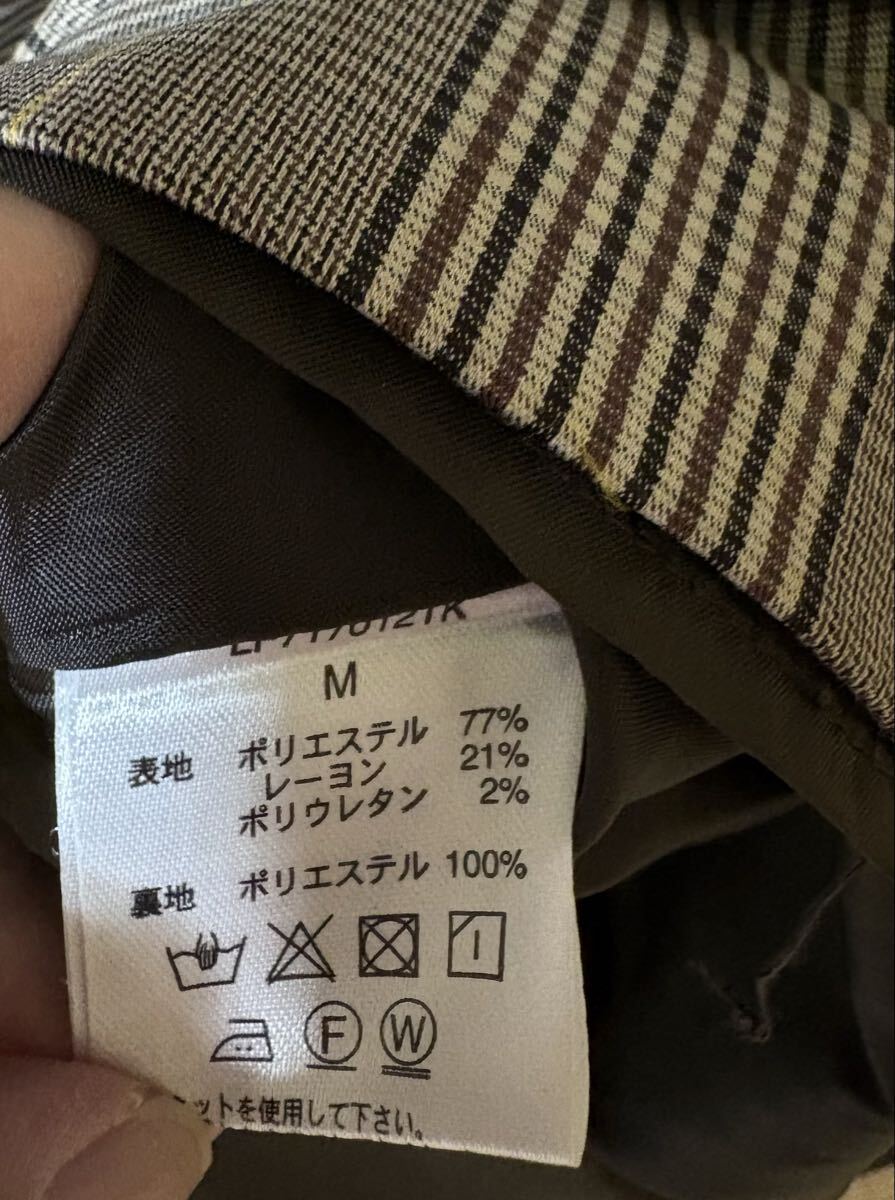 M
表地 ポリエステル 77%
レーヨン 21%
ポリウレタン 2%
裏地 ポリエステル 100%
F W
ットを使用して下さい。